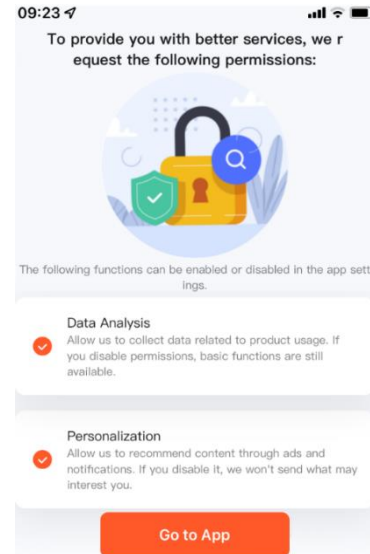 09:23
To provide you with better services, we r
equest the following permissions:
The following functions can be enabled or disabled in the app sett
ings.
Data Analysis
Allow us to collect data related to product usage. If
you disable permissions, basic functions are still
available.
Personalization
Allow us to recommend content through ads and
notifications. If you disable it, we won't send what may
interest you.
Go to App